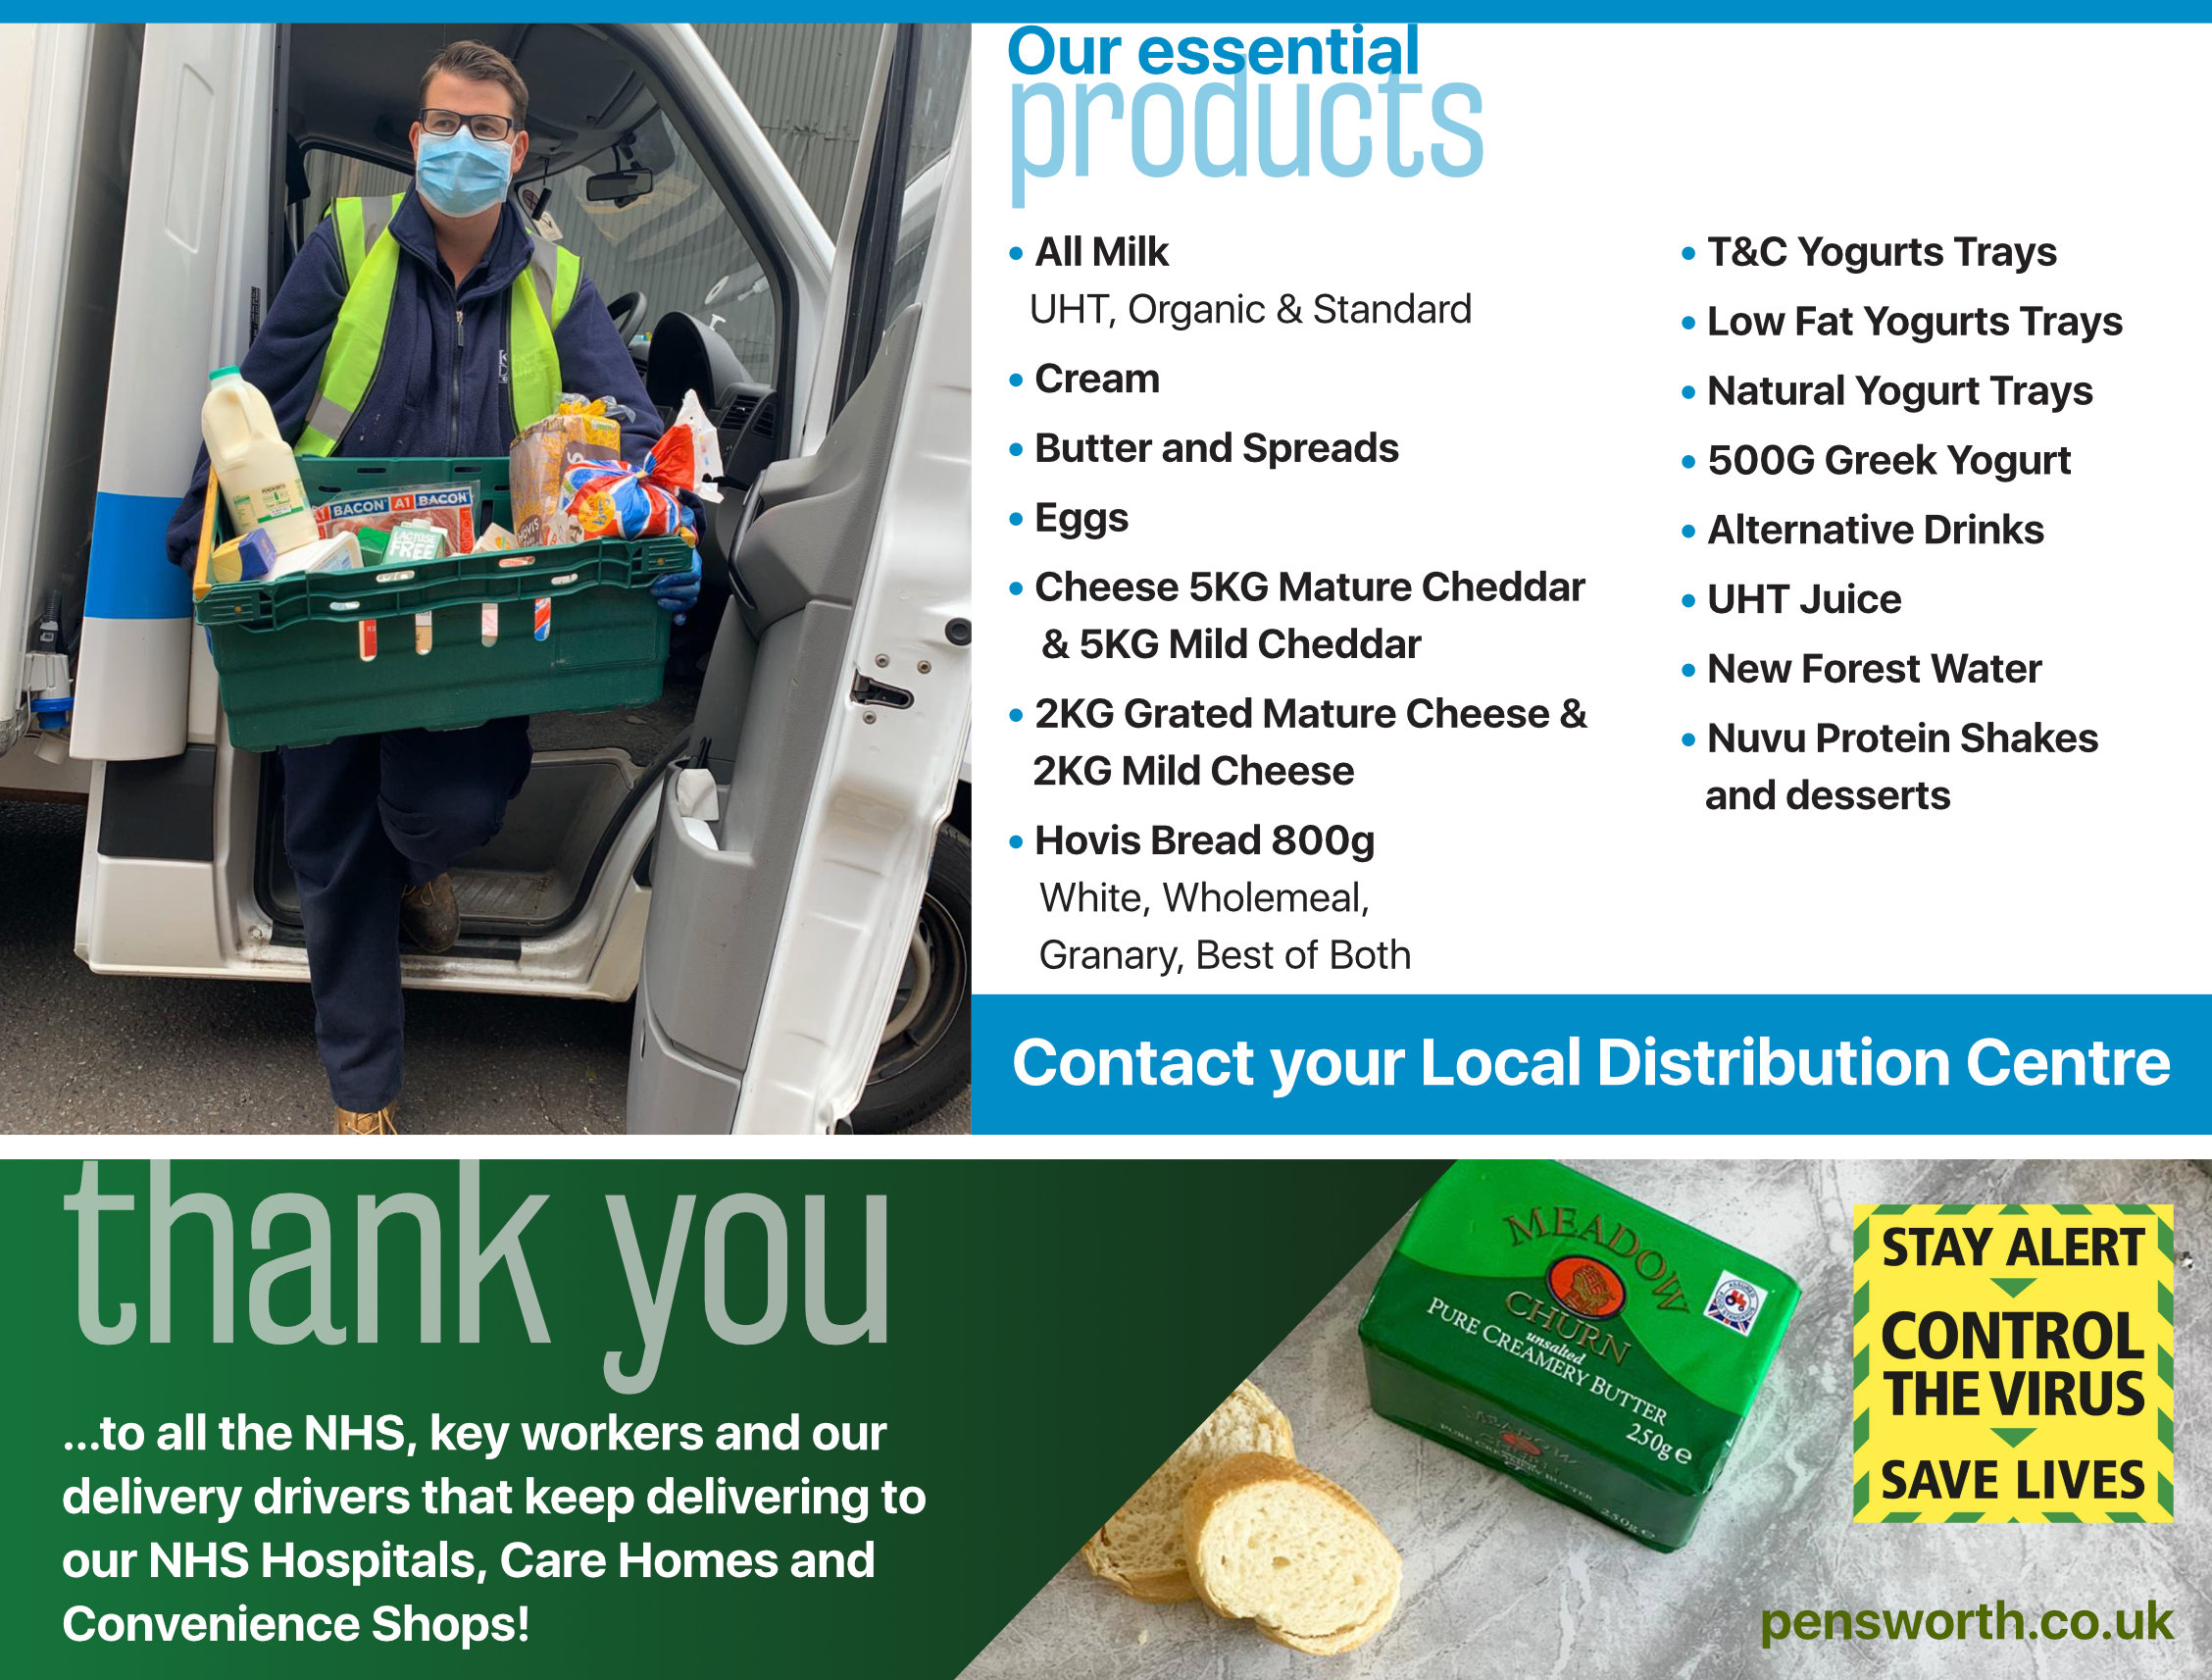 Our essential
products
• All Milk
UHT, Organic & Standard
• Cream
• Butter and Spreads
• Eggs
• Cheese 5KG Mature Cheddar
& 5KG Mild Cheddar
• 2KG Grated Mature Cheese &
2KG Mild Cheese
• Hovis Bread 800g
White, Wholemeal,
Granary, Best of Both
• T&C Yogurts Trays
• Low Fat Yogurts Trays
• Natural Yogurt Trays
• 500G Greek Yogurt
• Alternative Drinks
• UHT Juice
• New Forest Water
• Nuvu Protein Shakes
and desserts
BACON A1 BACON
LACTOSE
FREE
HOVIS
Contact your Local Distribution Centre
thank you
...to all the NHS, key workers and our
delivery drivers that keep delivering to
our NHS Hospitals, Care Homes and
Convenience Shops!
MEADOW
CHURN
unsalted
PURE CREAMERY BUTTER
250g e
STAY ALERT
CONTROL
THE VIRUS
SAVE LIVES
pensworth.co.uk